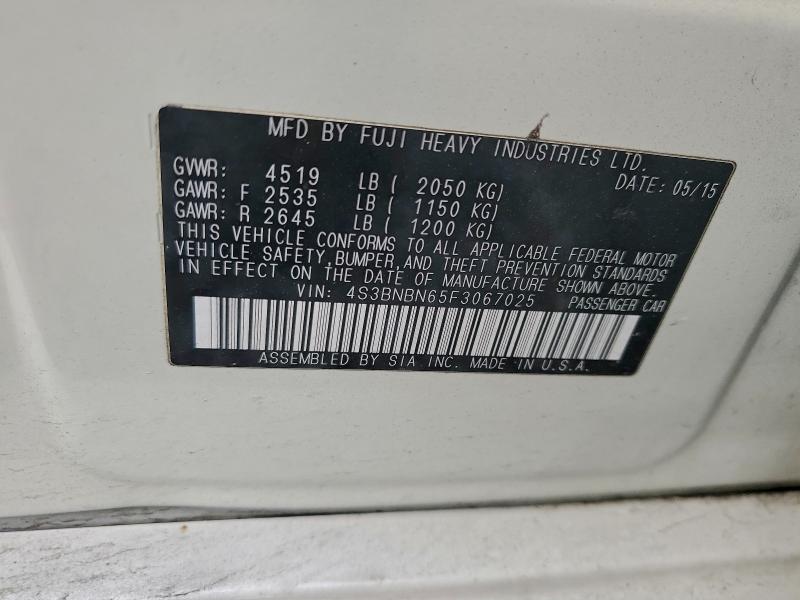 MFD BY FUJI HEAVY INDUSTRIES LTD.
GVWR: 4519 LB ( 2050 KG) DATE: 05/15
GAWR: F 2535 LB ( 1150 KG)
GAWR: R 2645 LB ( 1200 KG)
THIS VEHICLE CONFORMS TO ALL APPLICABLE FEDERAL MOTOR
VEHICLE SAFETY, BUMPER, AND THEFT PREVENTION STANDARDS
IN EFFECT ON THE DATE OF MANUFACTURE SHOWN ABOVE.
VIN: 4S3BNBN65F3067025 PASSENGER CAR
ASSEMBLED BY SIA INC. MADE IN U.S.A.